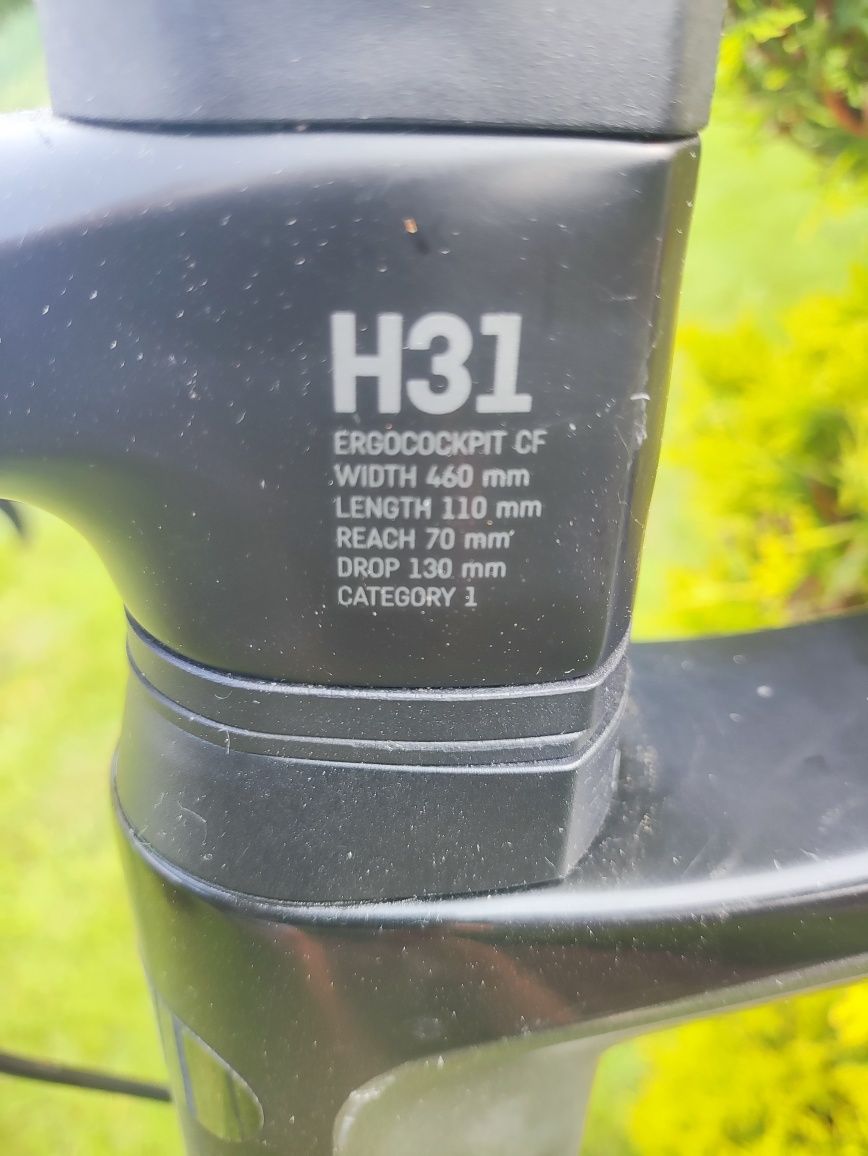 H31
ERGOCOCKPIT CF
WIDTH 460 mm
LENGTH 110 mm
REACH 70 mm
DROP 130 mm
CATEGORY 1